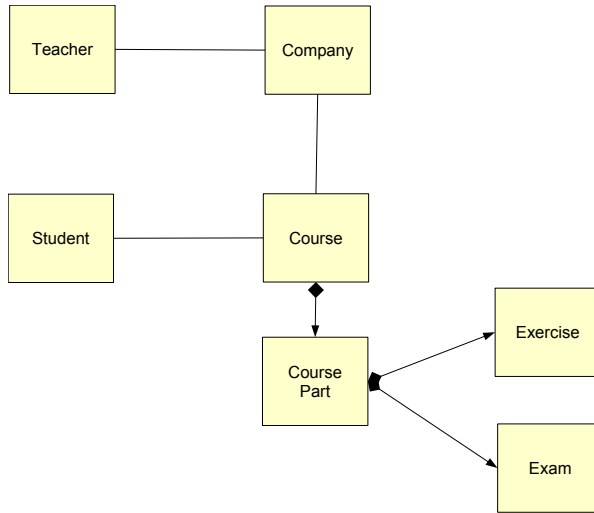 Teacher
Company
Student
Course
Course
Part
Exercise
Exam